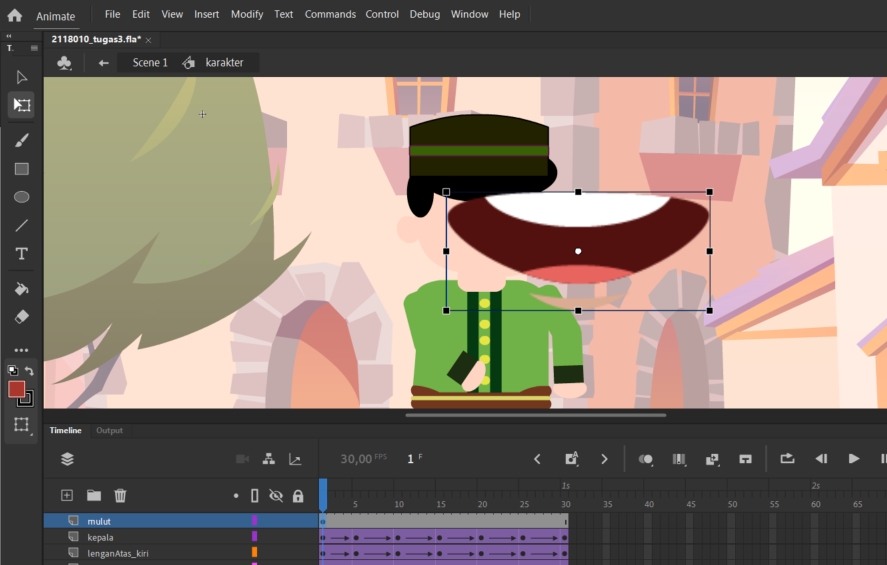 Animate File Edit View Insert Modify Text Commands Control Debug Window Help
2118010_tugas3.fla* ×
T.
Scene 1 karakter
T
Timeline Output
30,00 FPS 1 F
A
1s 2s
5 10 15 20 25 30 35 40 45 50 55 60 65
mulut
kepala
lenganAtas_kiri